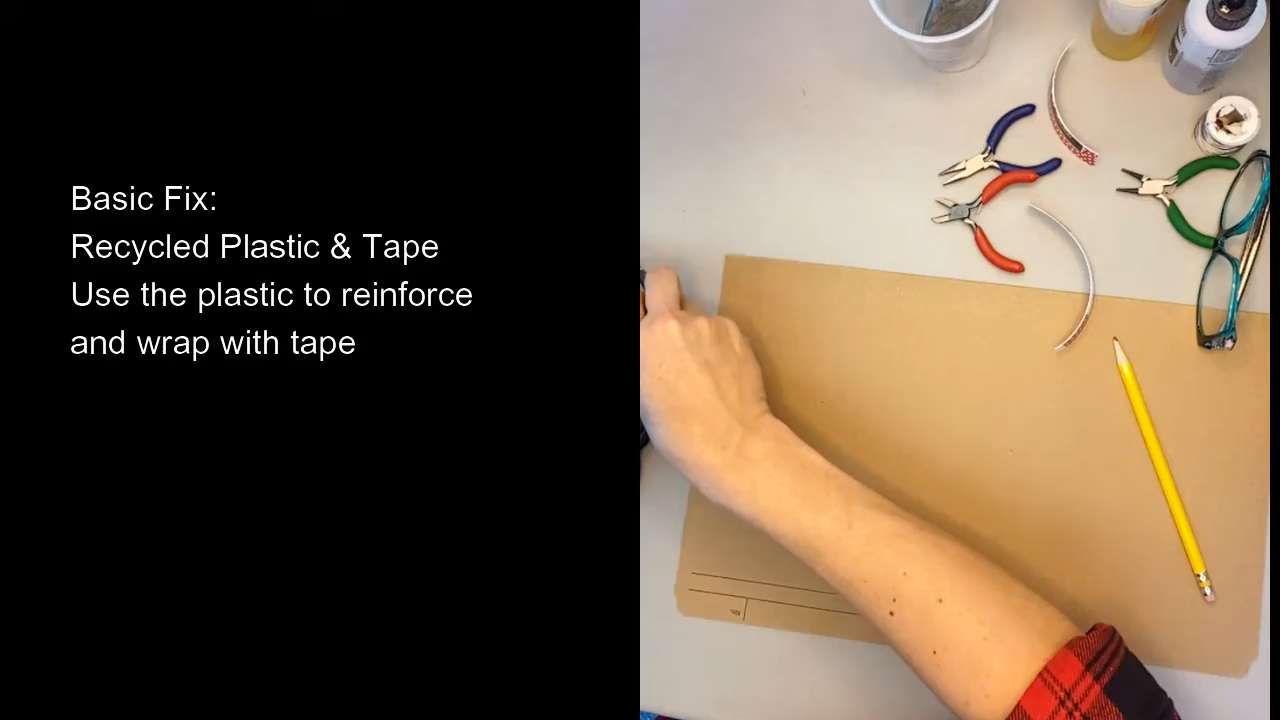 Basic Fix:
Recycled Plastic & Tape
Use the plastic to reinforce
and wrap with tape